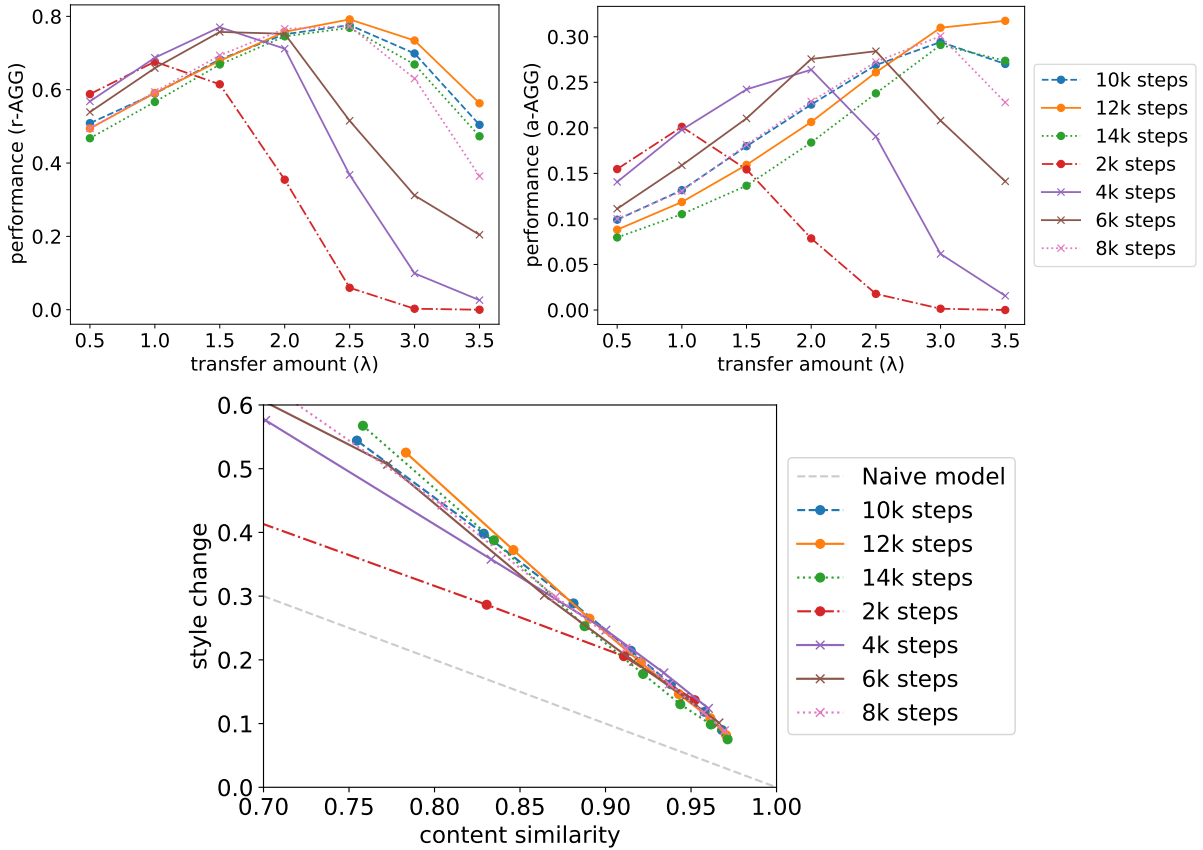 0.8
0.6
0.4
0.2
0.0
performance (r-AGG)
0.5 1.0 1.5 2.0 2.5 3.0 3.5
transfer amount (λ)
0.30
0.25
0.20
0.15
0.10
0.05
0.00
performance (a-AGG)
0.5 1.0 1.5 2.0 2.5 3.0 3.5
transfer amount (λ)
10k steps
12k steps
14k steps
2k steps
4k steps
6k steps
8k steps
0.6
0.5
0.4
0.3
0.2
0.1
0.0
style change
0.70 0.75 0.80 0.85 0.90 0.95 1.00
content similarity
Naive model
10k steps
12k steps
14k steps
2k steps
4k steps
6k steps
8k steps